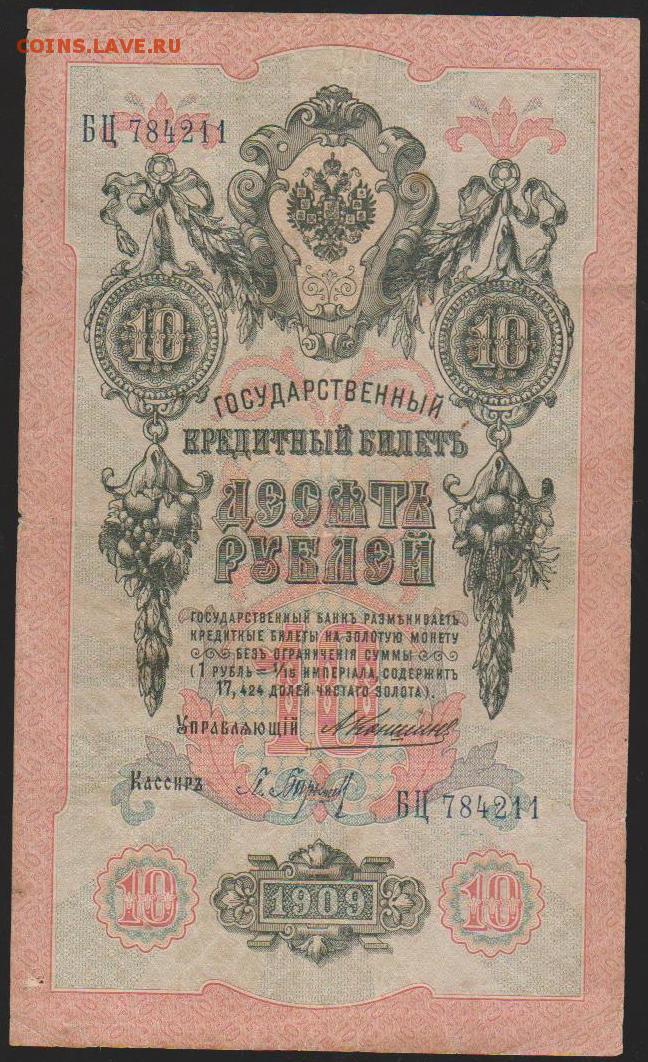 COINS.LAVE.RU
БЦ 784211
10 10
ГОСУДАРСТВЕННЫЙ
КРЕДИТНЫЙ БИЛЕТЪ
ДЕСЯТЬ
РУБЛЕЙ
ГОСУДАРСТВЕННЫЙ БАНКЪ РАЗМѢНИВАЕТЪ
КРЕДИТНЫЕ БИЛЕТЫ НА ЗОЛОТУЮ МОНЕТУ
БЕЗЪ ОГРАНИЧЕНІЯ СУММЫ
(1 РУБЛЬ = 1/15 ИМПЕРІАЛА, СОДЕРЖИТЪ
17,424 ДОЛЕЙ ЧИСТАГО ЗОЛОТА).
10
УПРАВЛЯЮЩІЙ А Коншинъ
Кассиръ
БЦ 784211
10 1909 10